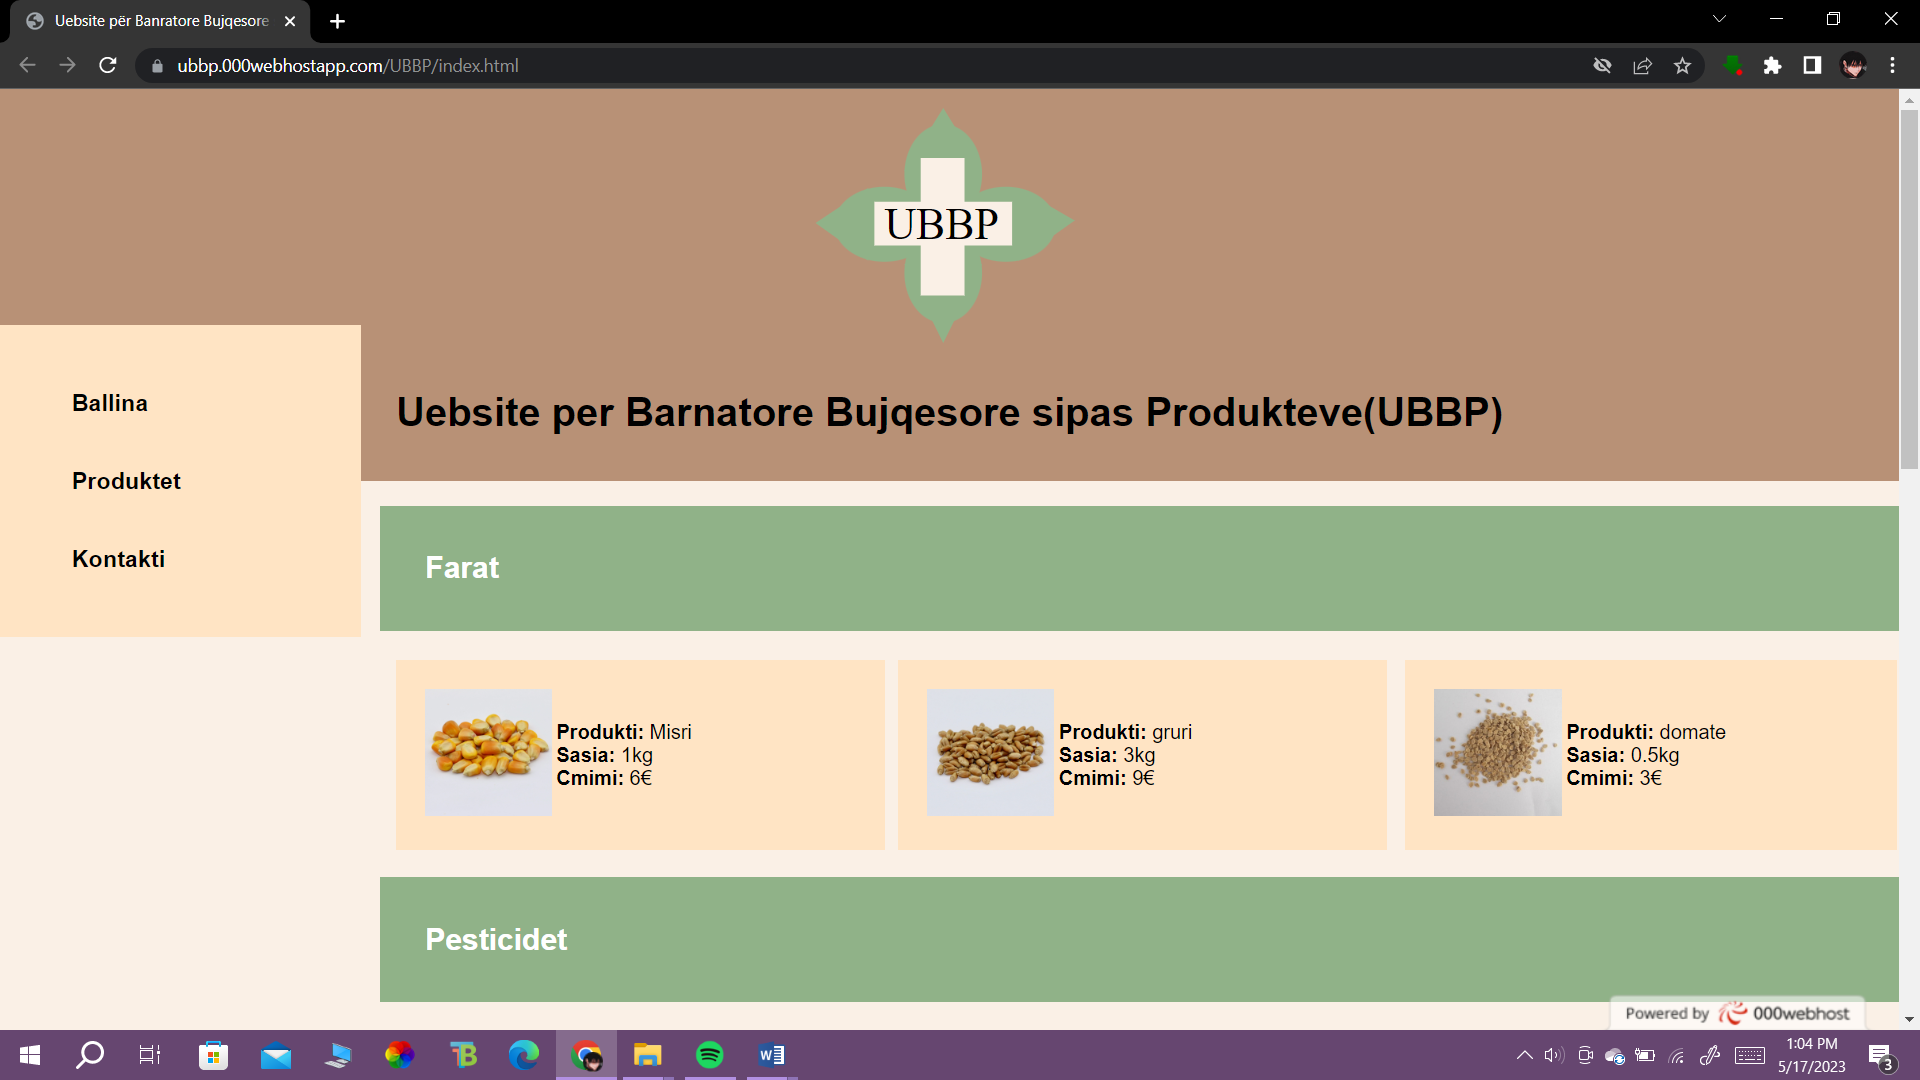 Uebsite për Banratore Bujqesore
ubbp.000webhostapp.com/UBBP/index.html
UBBP
Ballina
Produktet
Kontakti
Uebsite per Barnatore Bujqesore sipas Produkteve(UBBP)
Farat
Produkti: Misri
Sasia: 1kg
Cmimi: 6€
Produkti: gruri
Sasia: 3kg
Cmimi: 9€
Produkti: domate
Sasia: 0.5kg
Cmimi: 3€
Pesticidet
Powered by 000webhost
1:04 PM
5/17/2023
3